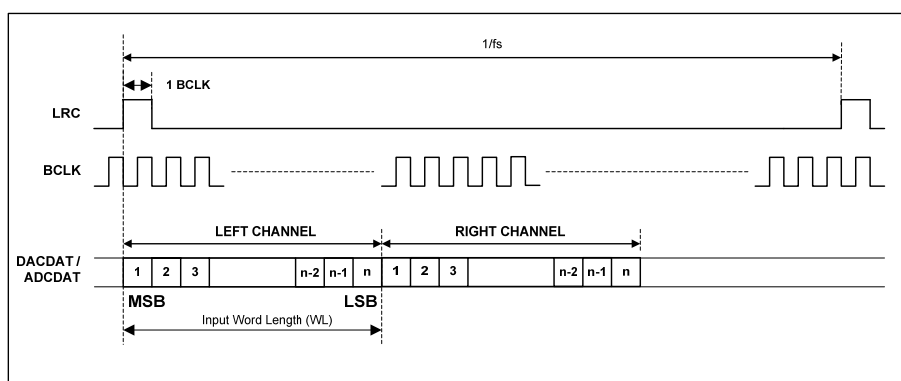 1/fs
1 BCLK
LRC
BCLK
LEFT CHANNEL RIGHT CHANNEL
DACDAT /
ADCDAT
1 2 3 n-2 n-1 n 1 2 3 n-2 n-1 n
MSB LSB
Input Word Length (WL)